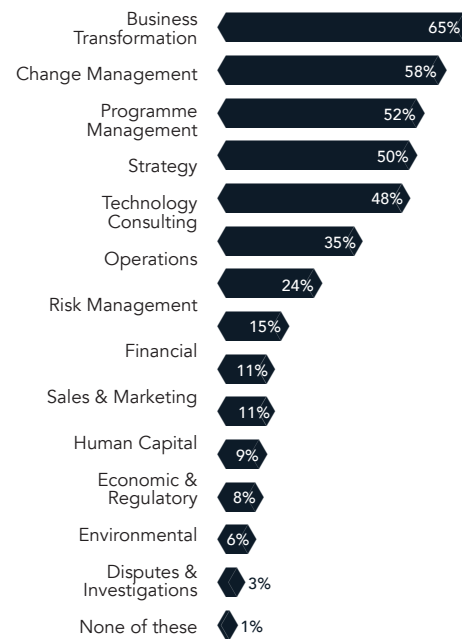 Business
Transformation
65%
Change Management
58%
Programme
Management
52%
Strategy
50%
Technology
Consulting
48%
35%
Operations
24%
Risk Management
15%
Financial
11%
Sales & Marketing
11%
Human Capital
9%
Economic &
Regulatory
8%
Environmental
6%
Disputes &
Investigations
3%
None of these
1%